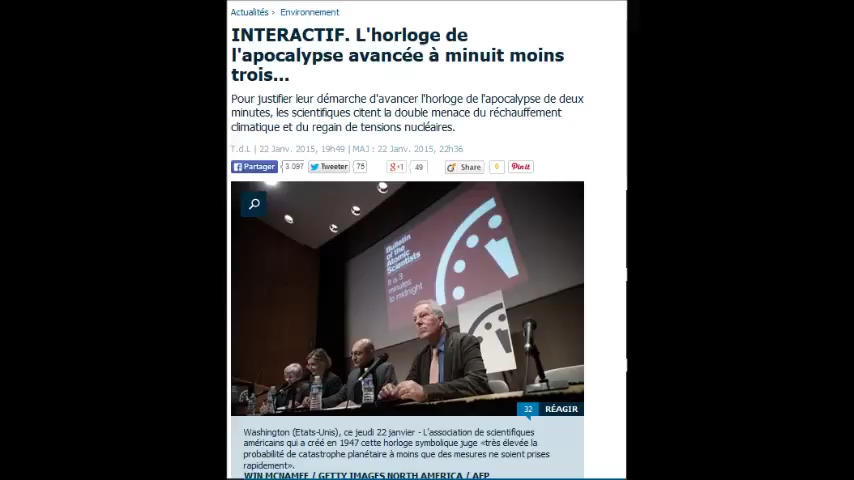 Actualités > Environnement
INTERACTIF. L'horloge de
l'apocalypse avancée à minuit moins
trois...
Pour justifier leur démarche d'avancer l'horloge de l'apocalypse de deux
minutes, les scientifiques citent la double menace du réchauffement
climatique et du regain de tensions nucléaires.
T.d.L | 22 Janv. 2015, 19h49 | MAJ : 22 Janv. 2015, 22h36
Partager 3 097 Tweeter 75 g+1 49 Share 0 Pin it
Bulletin
of the
Atomic
Scientists
It is 3
minutes
to midnight
32 RÉAGIR
Washington (Etats-Unis), ce jeudi 22 janvier - L'association de scientifiques
américains qui a créé en 1947 cette horloge symbolique juge «très élevée la
probabilité de catastrophe planétaire à moins que des mesures ne soient prises
rapidement».
WIN MCNAMEE / GETTY IMAGES NORTH AMERICA / AFP